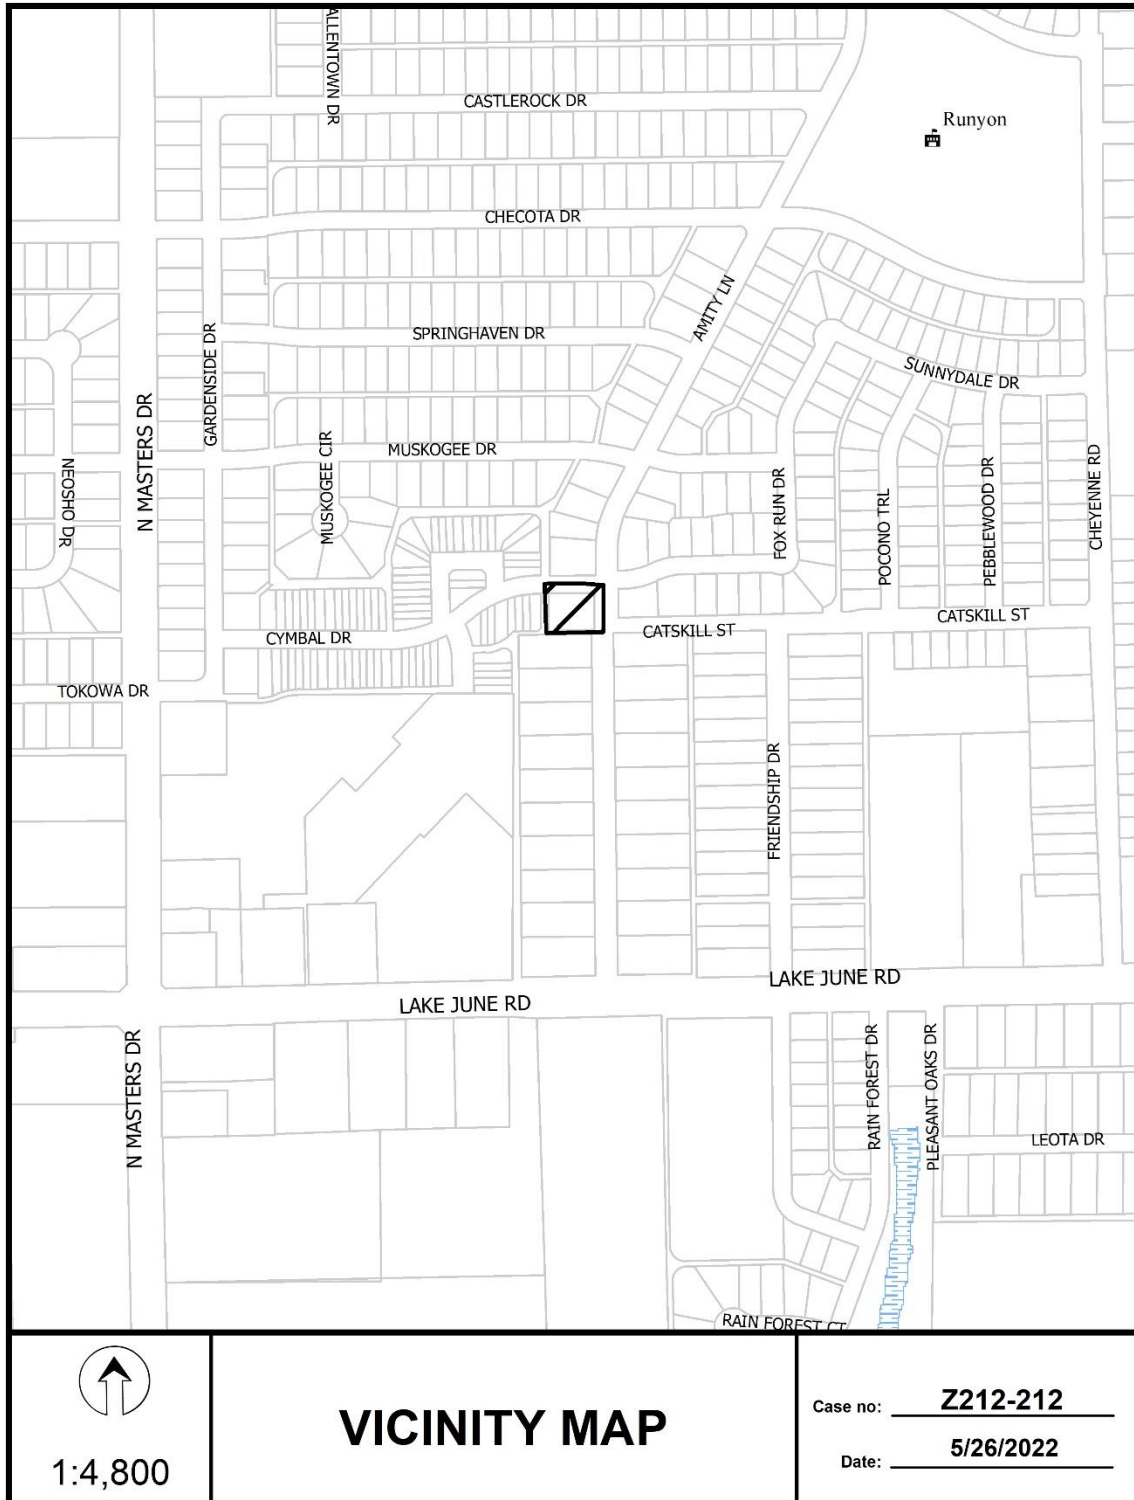 ALLENTOWN DR
CASTLEROCK DR
Runyon
CHECOTA DR
AMITY LN
SPRINGHAVEN DR
GARDENSIDE DR
SUNNYDALE DR
N MASTERS DR
MUSKOGEE DR
MUSKOGEE CIR
NEOSHO DR
FOX RUN DR
POCONO TRL
PEBBLEWOOD DR
CHEYENNE RD
CATSKILL ST
CATSKILL ST
CYMBAL DR
TOKOWA DR
FRIENDSHIP DR
LAKE JUNE RD
LAKE JUNE RD
N MASTERS DR
RAIN FOREST DR
PLEASANT OAKS DR
LEOTA DR
RAIN FOREST CT
1:4,800
VICINITY MAP
Case no: Z212-212
Date: 5/26/2022